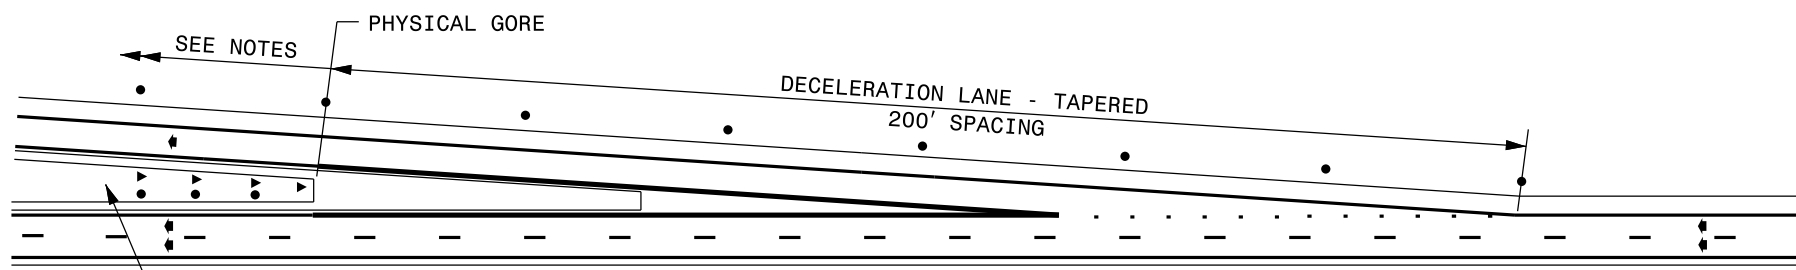 PHYSICAL GORE
SEE NOTES
DECELERATION LANE - TAPERED
200' SPACING